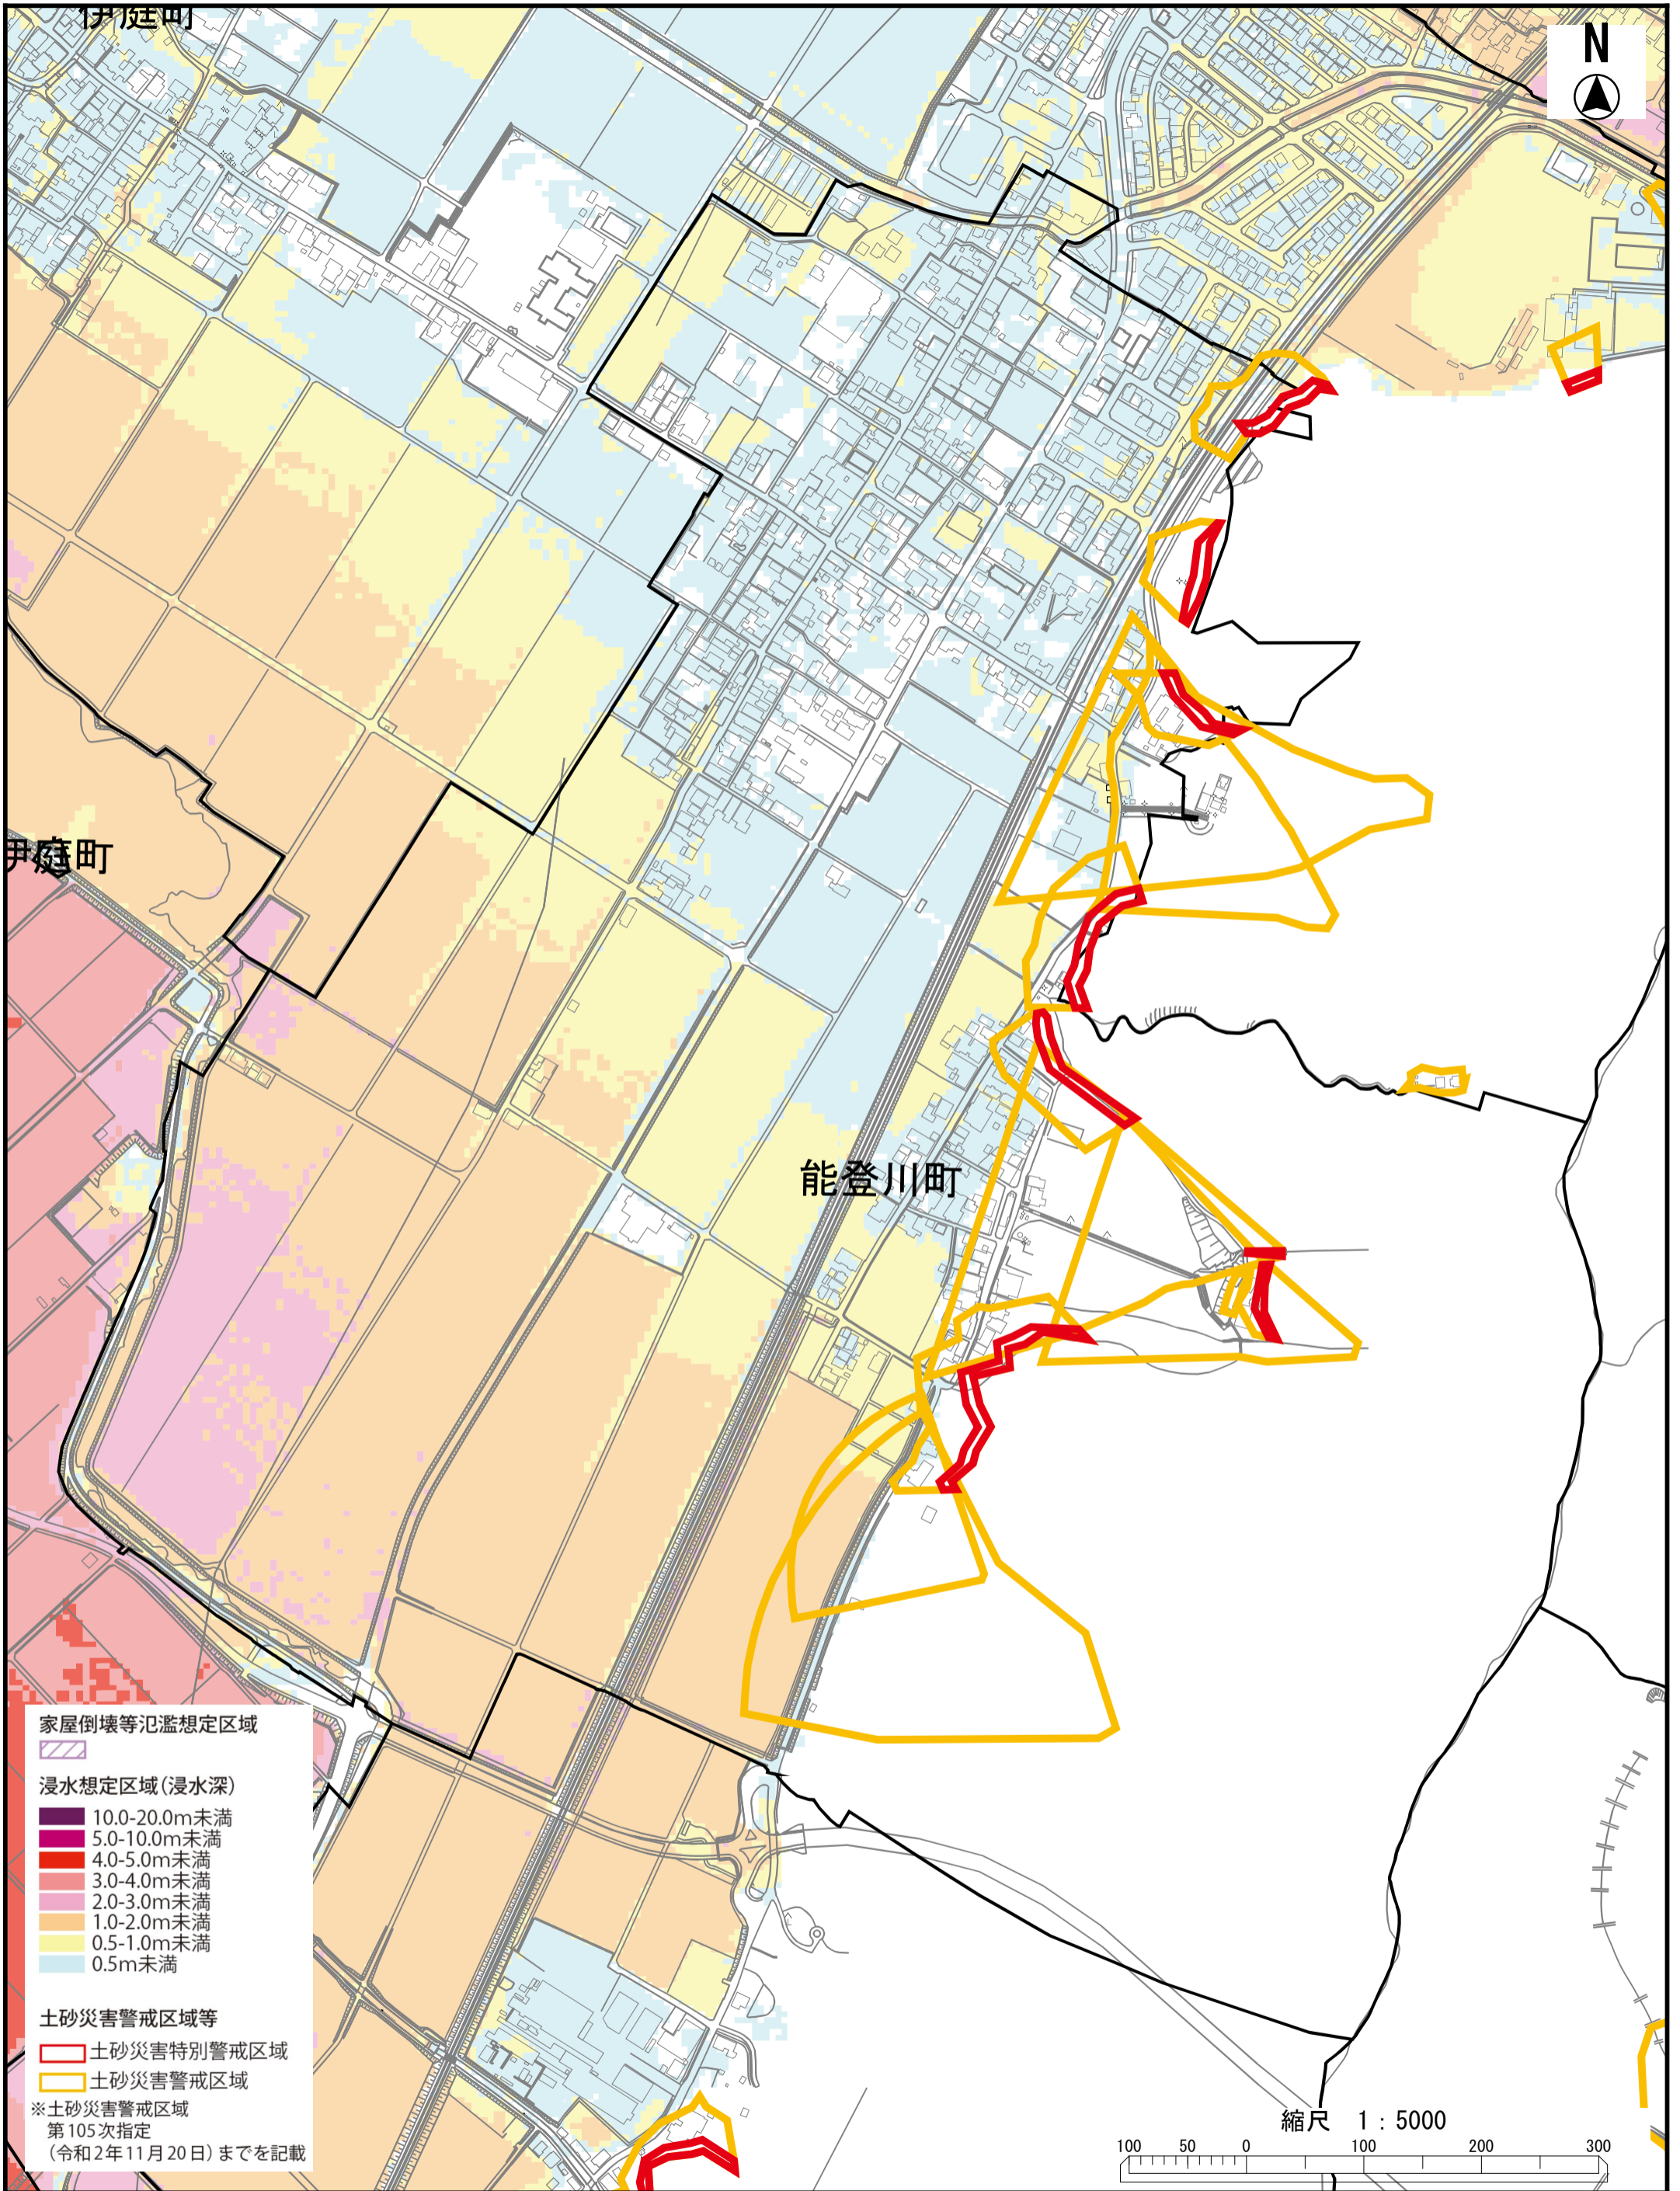 伊庭町
N
伊庭町
能登川町
家屋倒壊等氾濫想定区域
浸水想定区域（浸水深）
10.0-20.0m未満
5.0-10.0m未満
4.0-5.0m未満
3.0-4.0m未満
2.0-3.0m未満
1.0-2.0m未満
0.5-1.0m未満
0.5m未満
土砂災害警戒区域等
土砂災害特別警戒区域
土砂災害警戒区域
※土砂災害警戒区域
第105次指定
（令和2年11月20日）までを記載
縮尺 1：5000
100 50 0 100 200 300